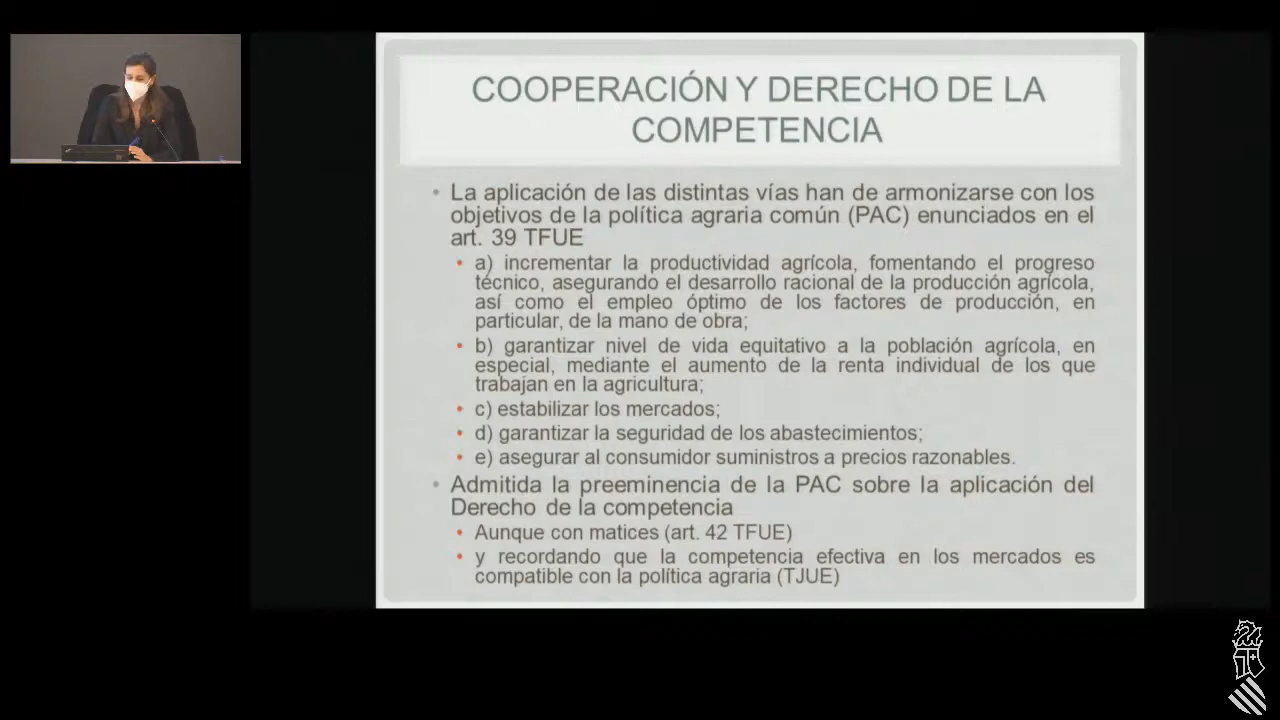 COOPERACIÓN Y DERECHO DE LA
COMPETENCIA
• La aplicación de las distintas vías han de armonizarse con los
objetivos de la política agraria común (PAC) enunciados en el
art. 39 TFUE
• a) incrementar la productividad agrícola, fomentando el progreso
técnico, asegurando el desarrollo racional de la producción agrícola,
así como el empleo óptimo de los factores de producción, en
particular, de la mano de obra;
• b) garantizar nivel de vida equitativo a la población agrícola, en
especial, mediante el aumento de la renta individual de los que
trabajan en la agricultura;
• c) estabilizar los mercados;
• d) garantizar la seguridad de los abastecimientos;
• e) asegurar al consumidor suministros a precios razonables.
• Admitida la preeminencia de la PAC sobre la aplicación del
Derecho de la competencia
• Aunque con matices (art. 42 TFUE)
• y recordando que la competencia efectiva en los mercados es
compatible con la política agraria (TJUE)